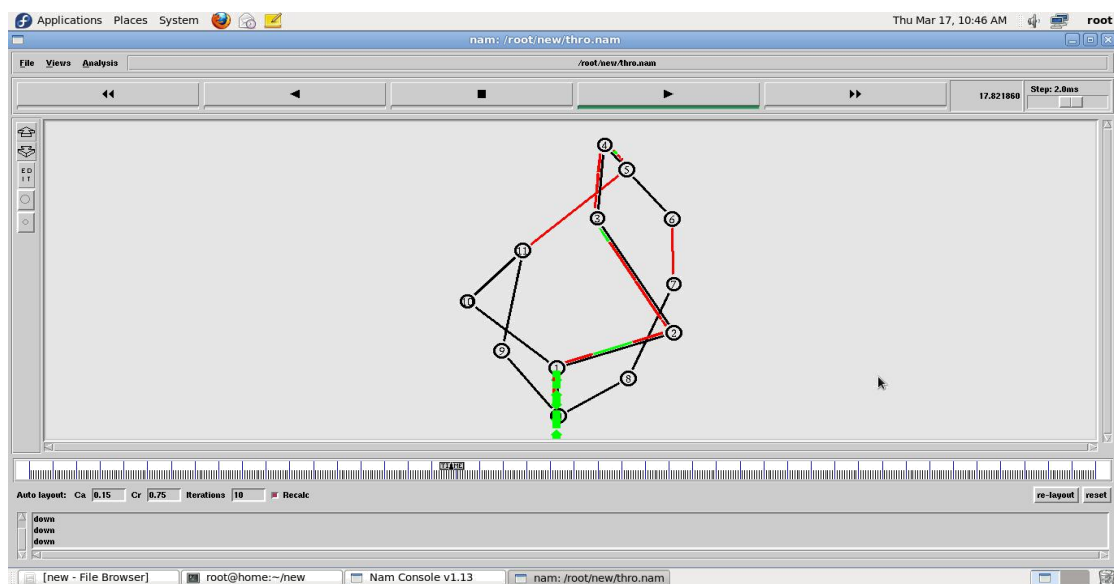 Applications Places System Thu Mar 17, 10:46 AM root
nam: /root/new/thro.nam
File Views Analysis /root/new/thro.nam
17.821860 Step: 2.0ms
ED
IT
4
5
3 6
11
7
10
2
9
1
8
Auto layout: Ca 0.15 Cr 0.75 Iterations 10 Recalc re-layout reset
down
down
down
[new - File Browser] root@home:~/new Nam Console v1.13 nam: /root/new/thro.nam